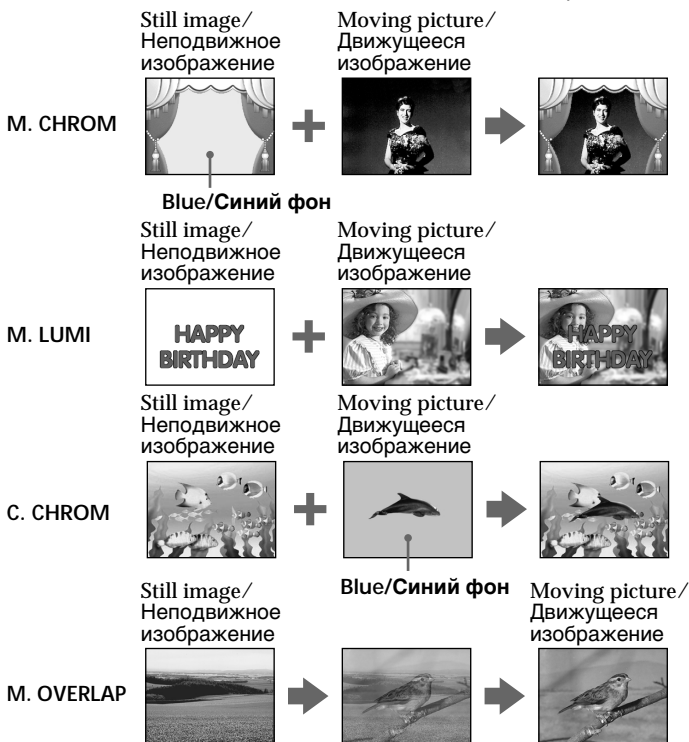 Still image/
Неподвижное
изображение
Moving picture/
Движущееся
изображение
M. CHROM
Blue/Синий фон
Still image/
Неподвижное
изображение
Moving picture/
Движущееся
изображение
M. LUMI
HAPPY
BIRTHDAY
HAPPY
BIRTHDAY
Still image/
Неподвижное
изображение
Moving picture/
Движущееся
изображение
C. CHROM
Blue/Синий фон
Still image/
Неподвижное
изображение
Moving picture/
Движущееся
изображение
M. OVERLAP